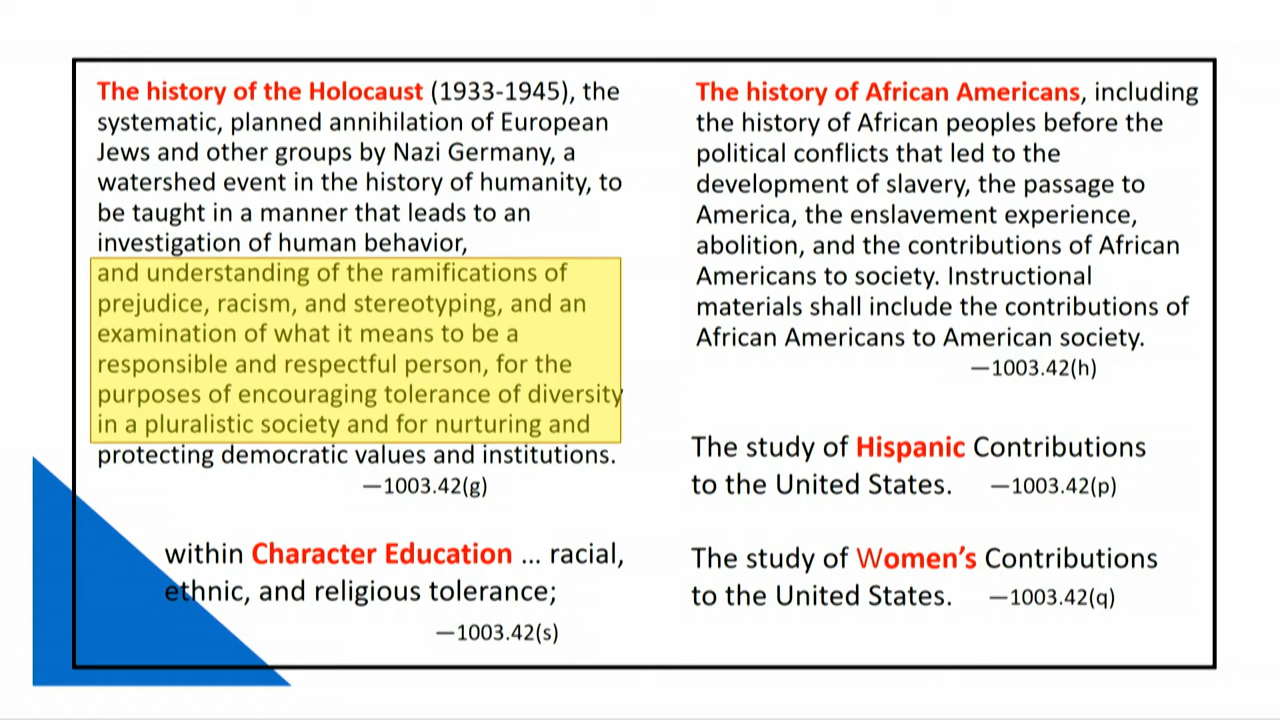 The history of the Holocaust (1933-1945), the
systematic, planned annihilation of European
Jews and other groups by Nazi Germany, a
watershed event in the history of humanity, to
be taught in a manner that leads to an
investigation of human behavior,
and understanding of the ramifications of
prejudice, racism, and stereotyping, and an
examination of what it means to be a
responsible and respectful person, for the
purposes of encouraging tolerance of diversity
in a pluralistic society and for nurturing and
protecting democratic values and institutions.
—1003.42(g)
within Character Education ... racial,
ethnic, and religious tolerance;
—1003.42(s)
The history of African Americans, including
the history of African peoples before the
political conflicts that led to the
development of slavery, the passage to
America, the enslavement experience,
abolition, and the contributions of African
Americans to society. Instructional
materials shall include the contributions of
African Americans to American society.
—1003.42(h)
The study of Hispanic Contributions
to the United States. —1003.42(p)
The study of Women’s Contributions
to the United States. —1003.42(q)